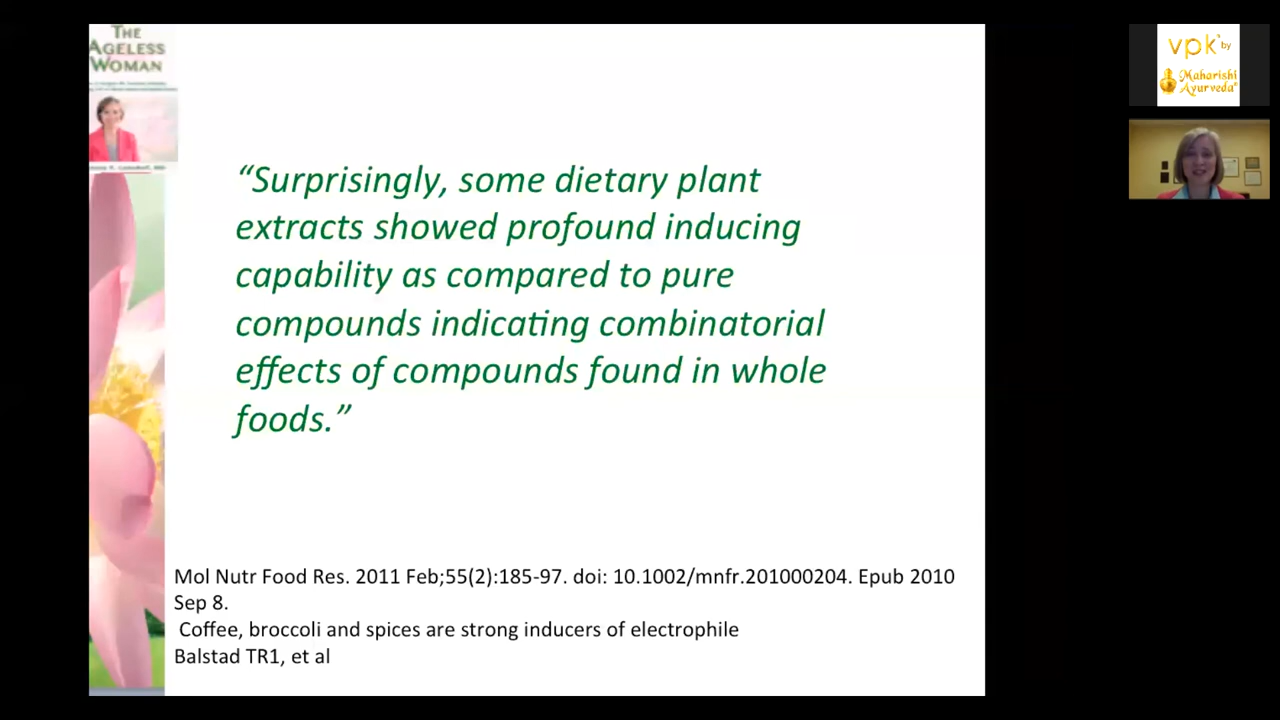 THE
AGELESS
WOMAN
“Surprisingly, some dietary plant
extracts showed profound inducing
capability as compared to pure
compounds indicating combinatorial
effects of compounds found in whole
foods.”
Mol Nutr Food Res. 2011 Feb;55(2):185-97. doi: 10.1002/mnfr.201000204. Epub 2010
Sep 8.
Coffee, broccoli and spices are strong inducers of electrophile
Balstad TR1, et al
vpk by
Maharishi
Ayurveda